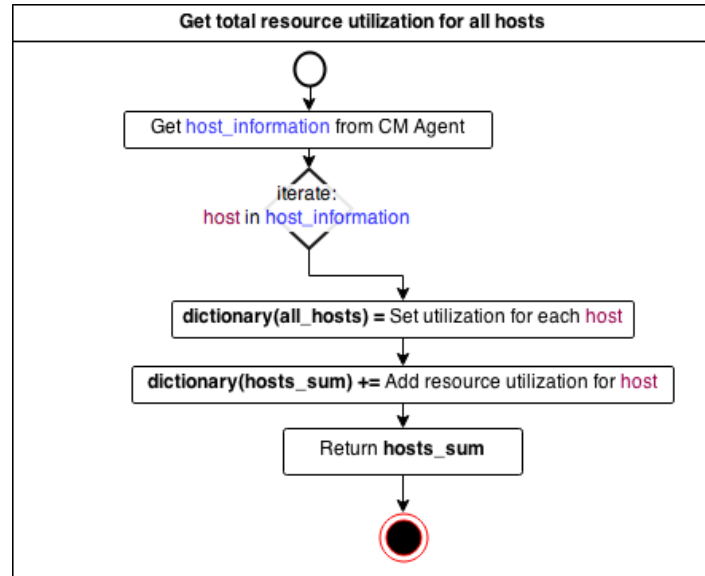 Get total resource utilization for all hosts
Get host_information from CM Agent
iterate:
host in host_information
dictionary(all_hosts) = Set utilization for each host
dictionary(hosts_sum) += Add resource utilization for host
Return hosts_sum